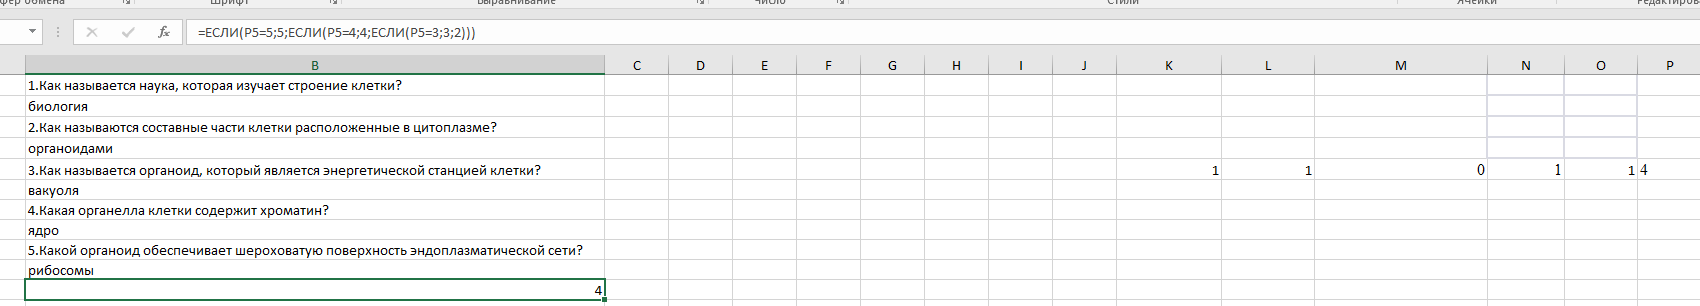 фер обмена Шрифт Выравнивание Число Стили Ячейки Редактирова
fx =ЕСЛИ(P5=5;5;ЕСЛИ(P5=4;4;ЕСЛИ(P5=3;3;2)))
B C D E F G H I J K L M N O P
1.Как называется наука, которая изучает строение клетки?
биология
2.Как называются составные части клетки расположенные в цитоплазме?
органоидами
3.Как называется органоид, который является энергетической станцией клетки? 1 1 0 1 1 4
вакуоля
4.Какая органелла клетки содержит хроматин?
ядро
5.Какой органоид обеспечивает шероховатую поверхность эндоплазматической сети?
рибосомы
4